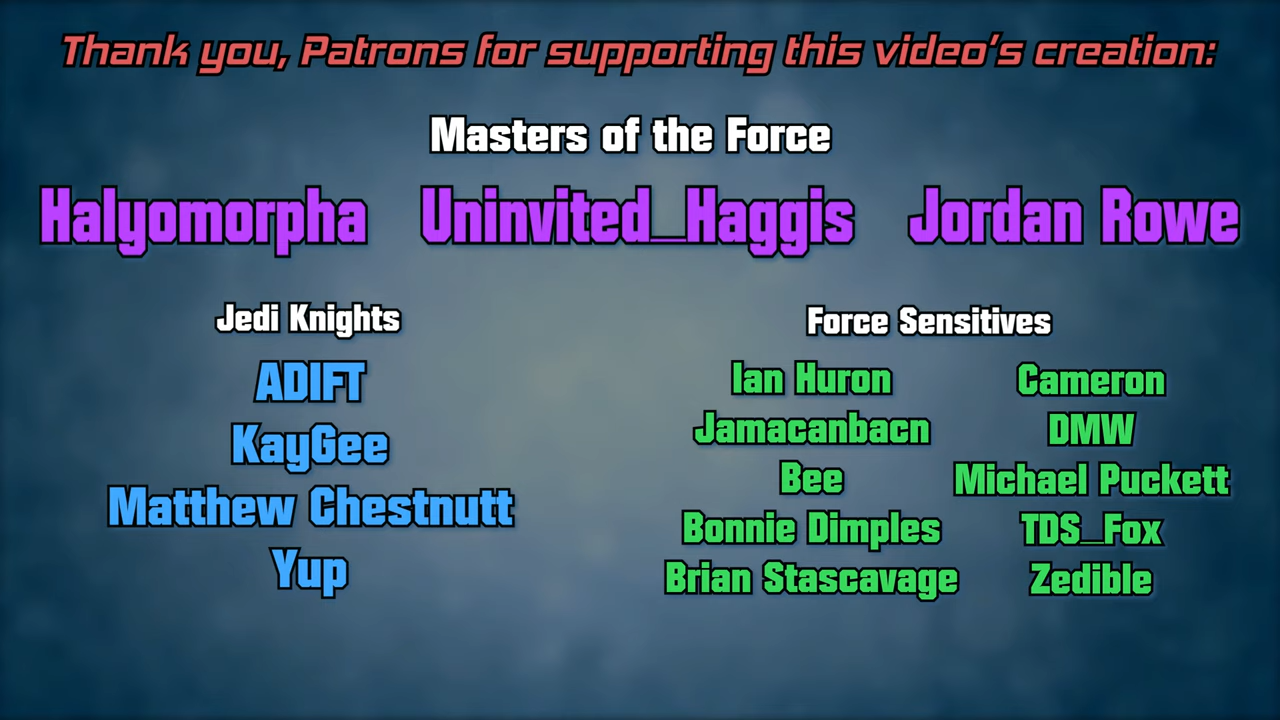 Thank you, Patrons for supporting this video's creation:
Masters of the Force
Halyomorpha Uninvited_Haggis Jordan Rowe
Jedi Knights
ADIFT
KayGee
Matthew Chestnutt
Yup
Force Sensitives
Ian Huron Cameron
Jamacanbacn DMW
Bee Michael Puckett
Bonnie Dimples TDS_Fox
Brian Stascavage Zedible